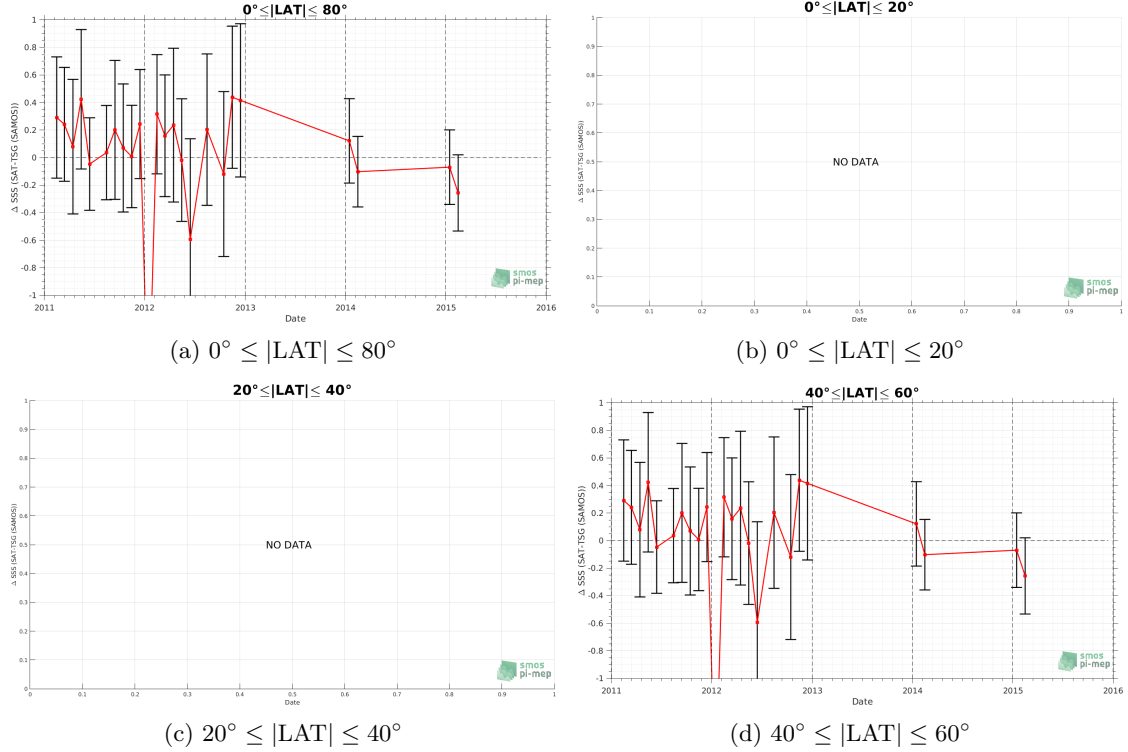 0°≤|LAT|≤ 80°
1
0.8
0.6
0.4
0.2
0
-0.2
-0.4
-0.6
-0.8
-1
Δ SSS (SAT-TSG (SAMOS))
2011 2012 2013 2014 2015 2016
Date
smos
pi-mep
(a) 0° ≤ |LAT| ≤ 80°
0°≤|LAT|≤ 20°
1
0.9
0.8
0.7
0.6
0.5
0.4
0.3
0.2
0.1
0
Δ SSS (SAT-TSG (SAMOS))
NO DATA
0 0.1 0.2 0.3 0.4 0.5 0.6 0.7 0.8 0.9 1
Date
smos
pi-mep
(b) 0° ≤ |LAT| ≤ 20°
20°≤|LAT|≤ 40°
1
0.9
0.8
0.7
0.6
0.5
0.4
0.3
0.2
0.1
0
Δ SSS (SAT-TSG (SAMOS))
NO DATA
0 0.1 0.2 0.3 0.4 0.5 0.6 0.7 0.8 0.9 1
Date
smos
pi-mep
(c) 20° ≤ |LAT| ≤ 40°
40°≤|LAT|≤ 60°
1
0.8
0.6
0.4
0.2
0
-0.2
-0.4
-0.6
-0.8
-1
Δ SSS (SAT-TSG (SAMOS))
2011 2012 2013 2014 2015 2016
Date
smos
pi-mep
(d) 40° ≤ |LAT| ≤ 60°